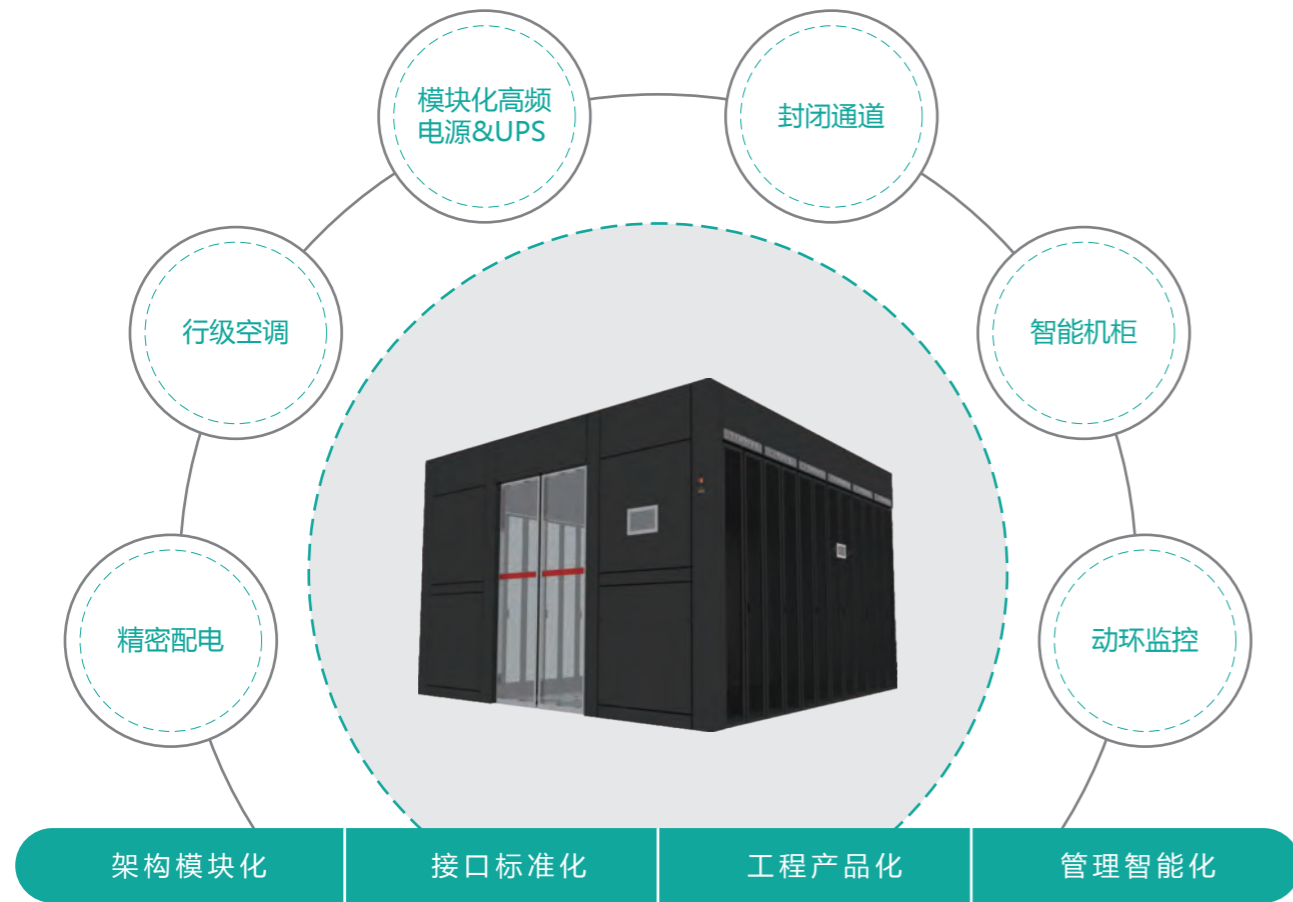 模块化高频
电源&UPS
封闭通道
行级空调
智能机柜
精密配电
动环监控
架构模块化
接口标准化
工程产品化
管理智能化